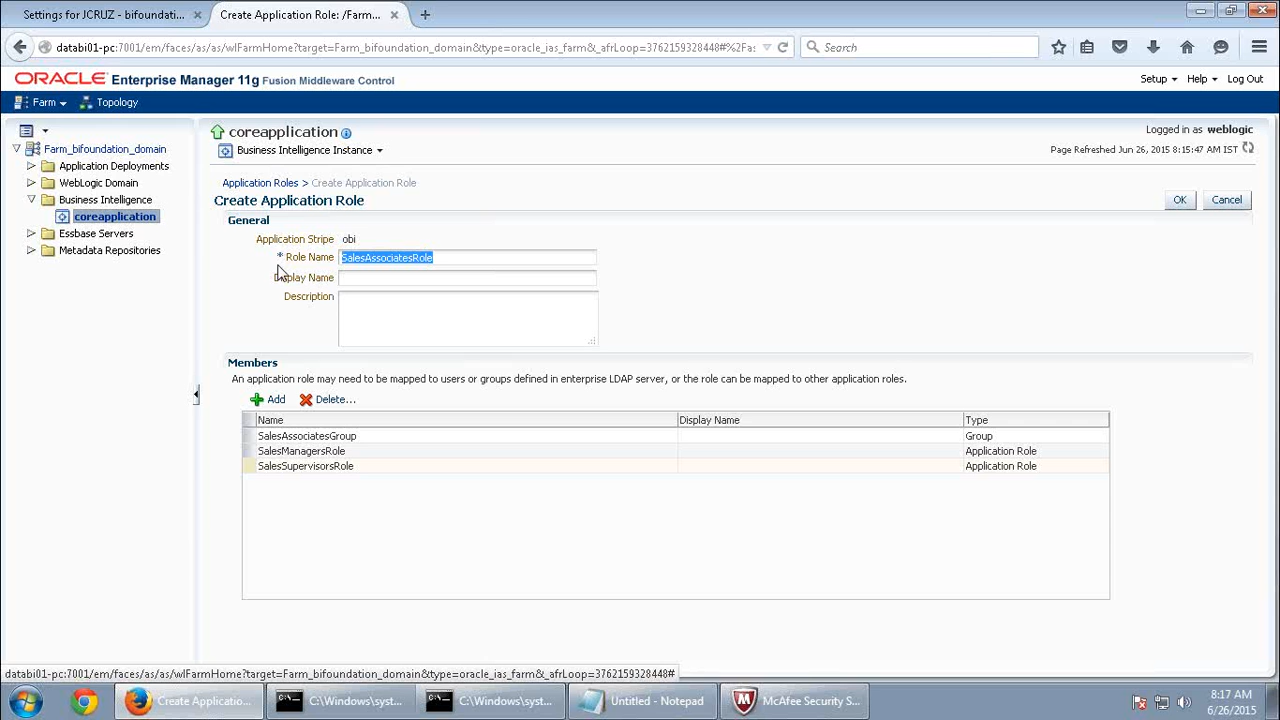 Settings for JCRUZ - bifoundati...
Create Application Role: /Farm...
databi01-pc:7001/em/faces/as/as/wlFarmHome?target=Farm_bifoundation_domain&type=oracle_ias_farm&_afrLoop=3762159328448#%2Fas
Search
ORACLE Enterprise Manager 11g Fusion Middleware Control
Setup Help Log Out
Farm Topology
Farm_bifoundation_domain
Application Deployments
WebLogic Domain
Business Intelligence
coreapplication
Essbase Servers
Metadata Repositories
coreapplication
Business Intelligence Instance
Logged in as weblogic
Page Refreshed Jun 26, 2015 8:15:47 AM IST
Application Roles > Create Application Role
Create Application Role
OK Cancel
General
Application Stripe obi
* Role Name SalesAssociatesRole
Display Name
Description
Members
An application role may need to be mapped to users or groups defined in enterprise LDAP server, or the role can be mapped to other application roles.
Add Delete...
Name Display Name Type
SalesAssociatesGroup Group
SalesManagersRole Application Role
SalesSupervisorsRole Application Role
databi01-pc:7001/em/faces/as/as/wlFarmHome?target=Farm_bifoundation_domain&type=oracle_ias_farm&_afrLoop=3762159328448#
Create Applicatio...
C:\Windows\syst...
C:\Windows\syst...
Untitled - Notepad
McAfee Security S...
8:17 AM
6/26/2015